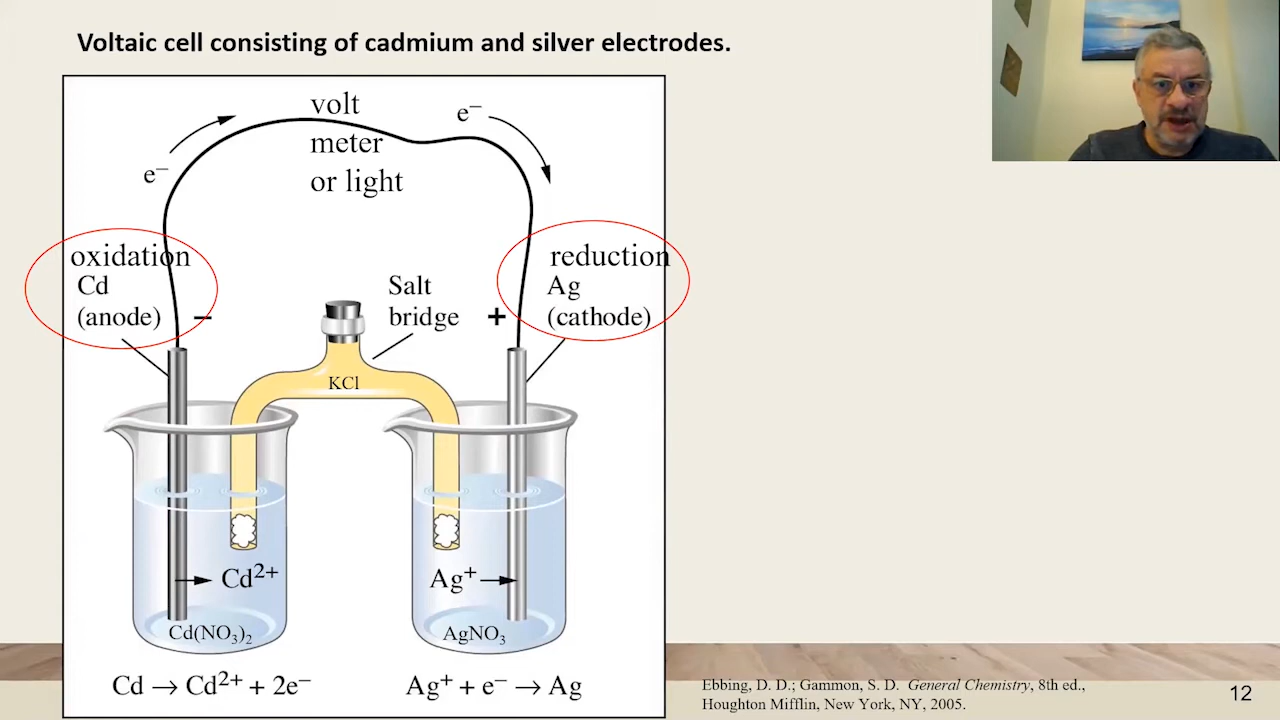 Voltaic cell consisting of cadmium and silver electrodes.
volt
meter
or light
e⁻
e⁻
oxidation
Cd
(anode)
−
Salt
bridge
+
reduction
Ag
(cathode)
KCl
Cd²⁺
Ag⁺
Cd(NO₃)₂
AgNO₃
Cd → Cd²⁺ + 2e⁻
Ag⁺ + e⁻ → Ag
Ebbing, D. D.; Gammon, S. D. General Chemistry, 8th ed.,
Houghton Mifflin, New York, NY, 2005.
12